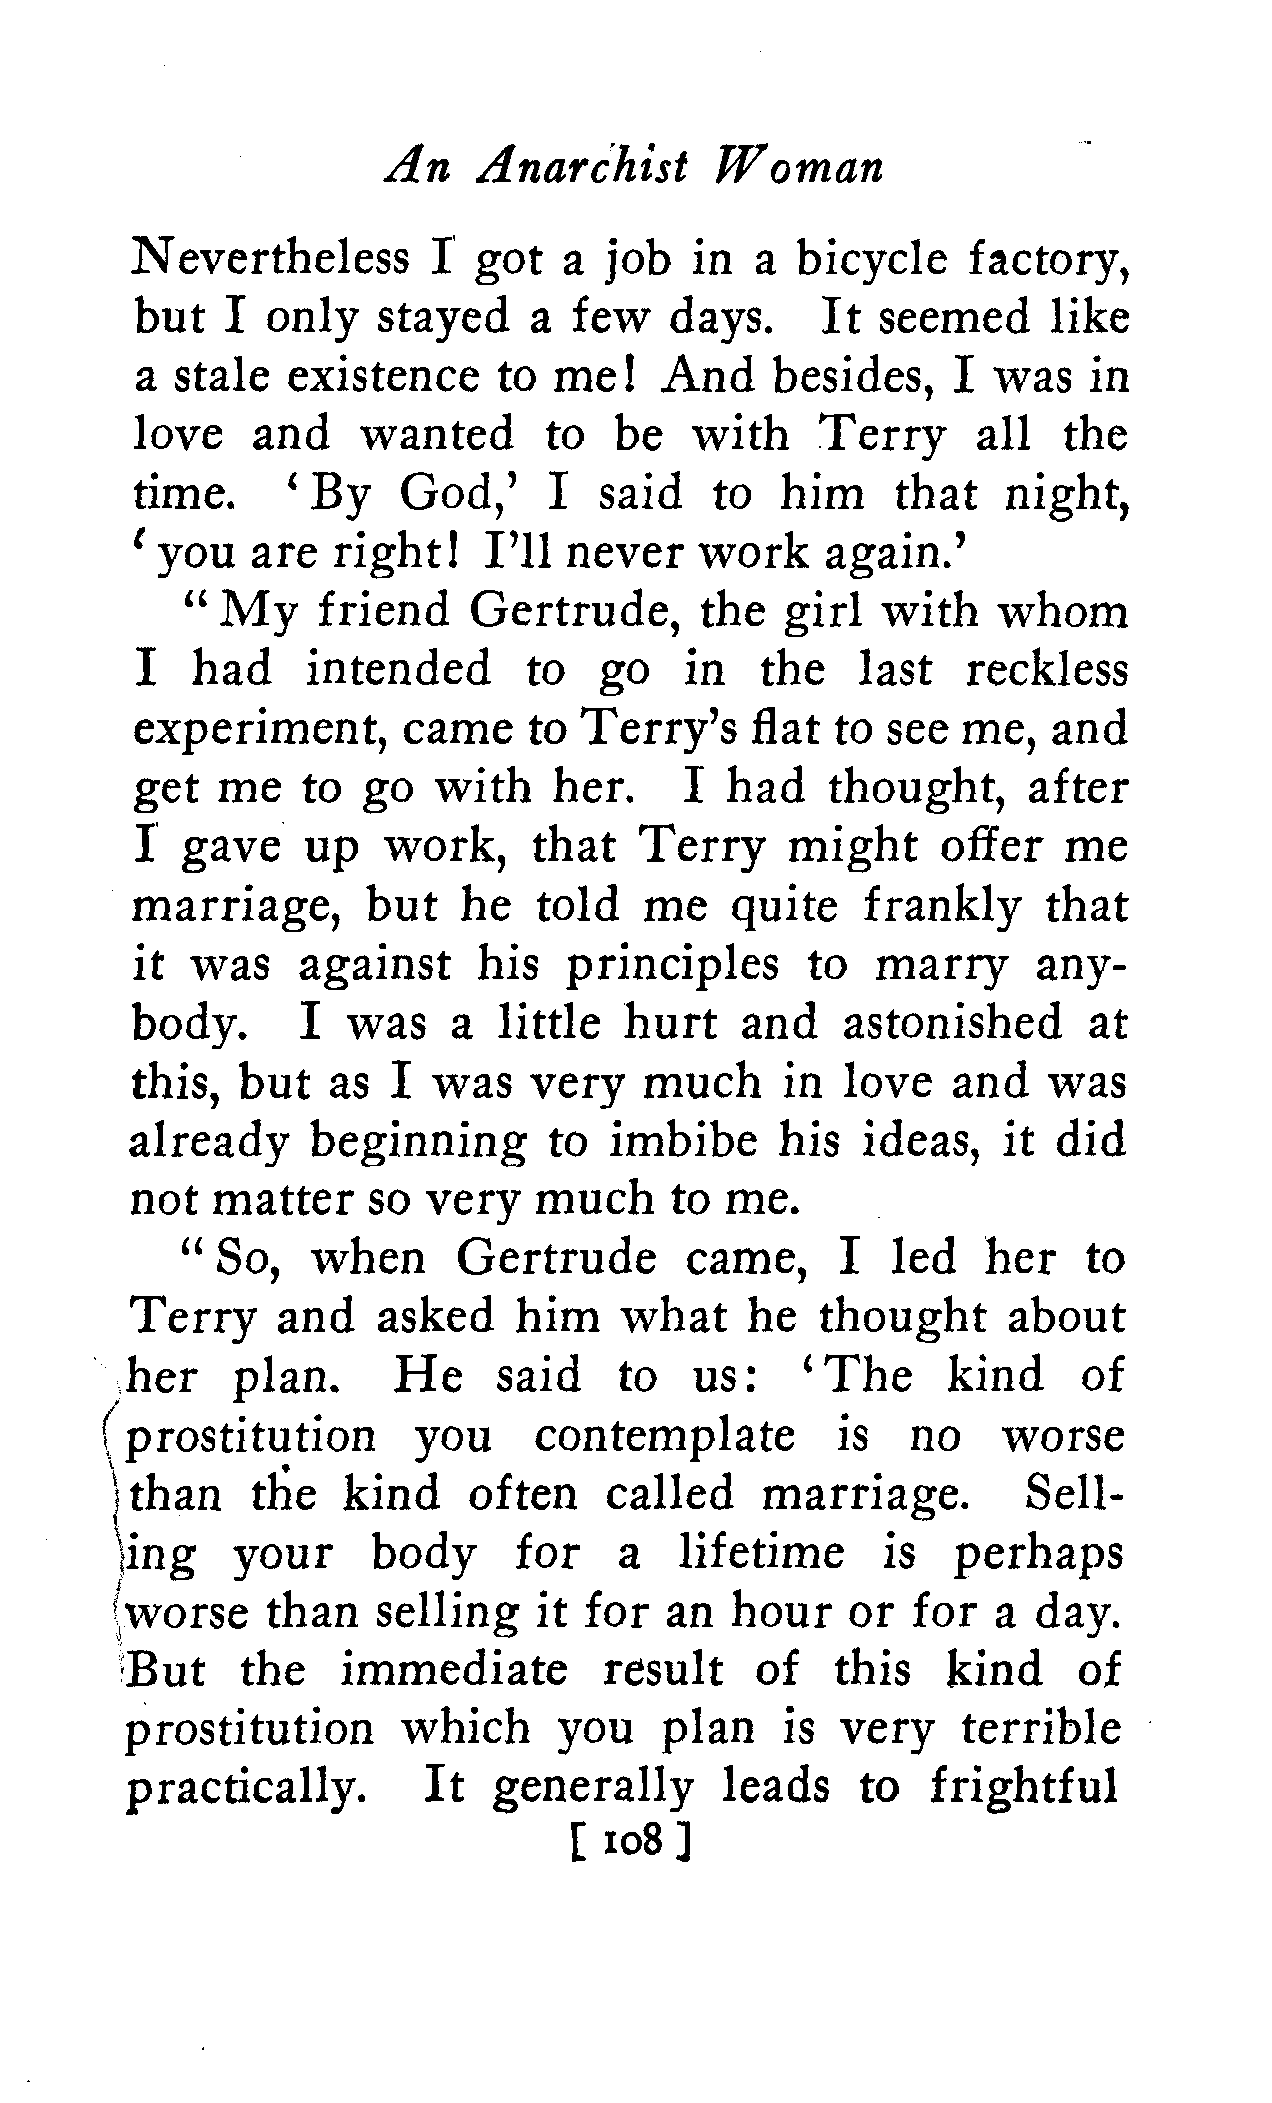 An Anarchist Woman
Nevertheless I got a job in a bicycle factory,
but I only stayed a few days. It seemed like
a stale existence to me! And besides, I was in
love and wanted to be with Terry all the
time. ‘By God,’ I said to him that night,
‘you are right! I’ll never work again.’
“My friend Gertrude, the girl with whom
I had intended to go in the last reckless
experiment, came to Terry’s flat to see me, and
get me to go with her. I had thought, after
I gave up work, that Terry might offer me
marriage, but he told me quite frankly that
it was against his principles to marry any-
body. I was a little hurt and astonished at
this, but as I was very much in love and was
already beginning to imbibe his ideas, it did
not matter so very much to me.
“So, when Gertrude came, I led her to
Terry and asked him what he thought about
her plan. He said to us: ‘The kind of
prostitution you contemplate is no worse
than the kind often called marriage. Sell-
ing your body for a lifetime is perhaps
worse than selling it for an hour or for a day.
But the immediate result of this kind of
prostitution which you plan is very terrible
practically. It generally leads to frightful
[ 108 ]